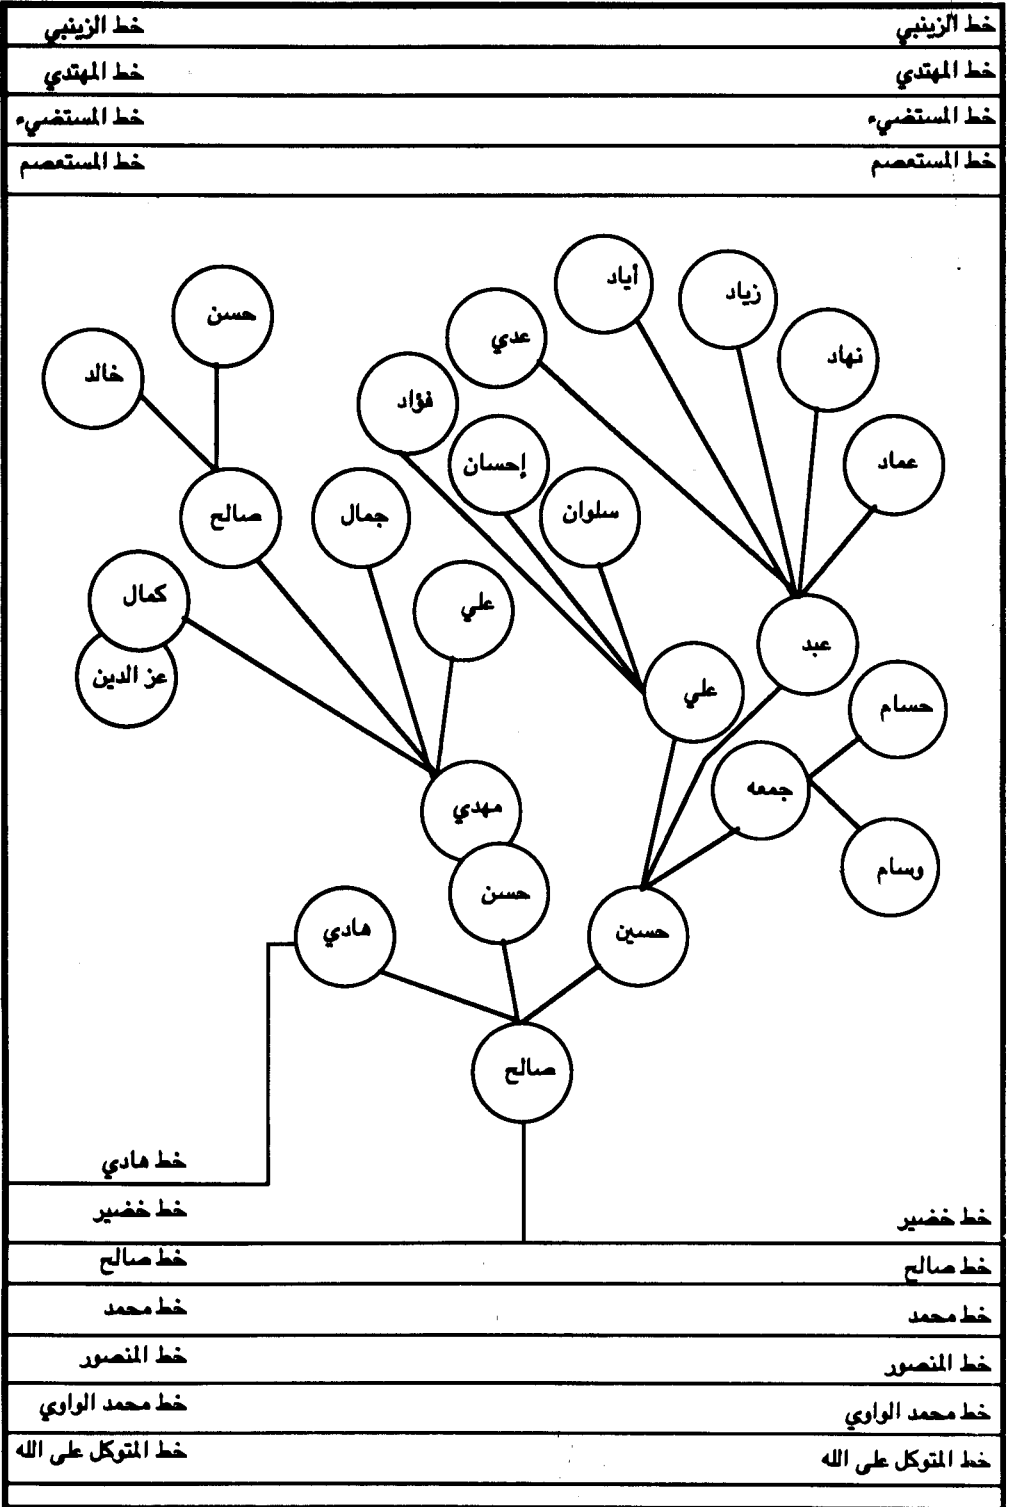 خط الزينبي خط الزينبي
خط المهتدي خط المهتدي
خط المستضيء خط المستضيء
خط المستعصم خط المستعصم
أياد
زياد
حسن
عدي
نهاد
خالد
فؤاد
إحسان
عماد
سلوان
جمال
صالح
علي
كمال
عبد
عز الدين
علي
حسام
جمعه
مهدي
وسام
حسن
حسين
هادي
صالح
خط هادي
خط خضير خط خضير
خط صالح خط صالح
خط محمد خط محمد
خط المنصور خط المنصور
خط محمد الواوي خط محمد الواوي
خط المتوكل على الله خط المتوكل على الله